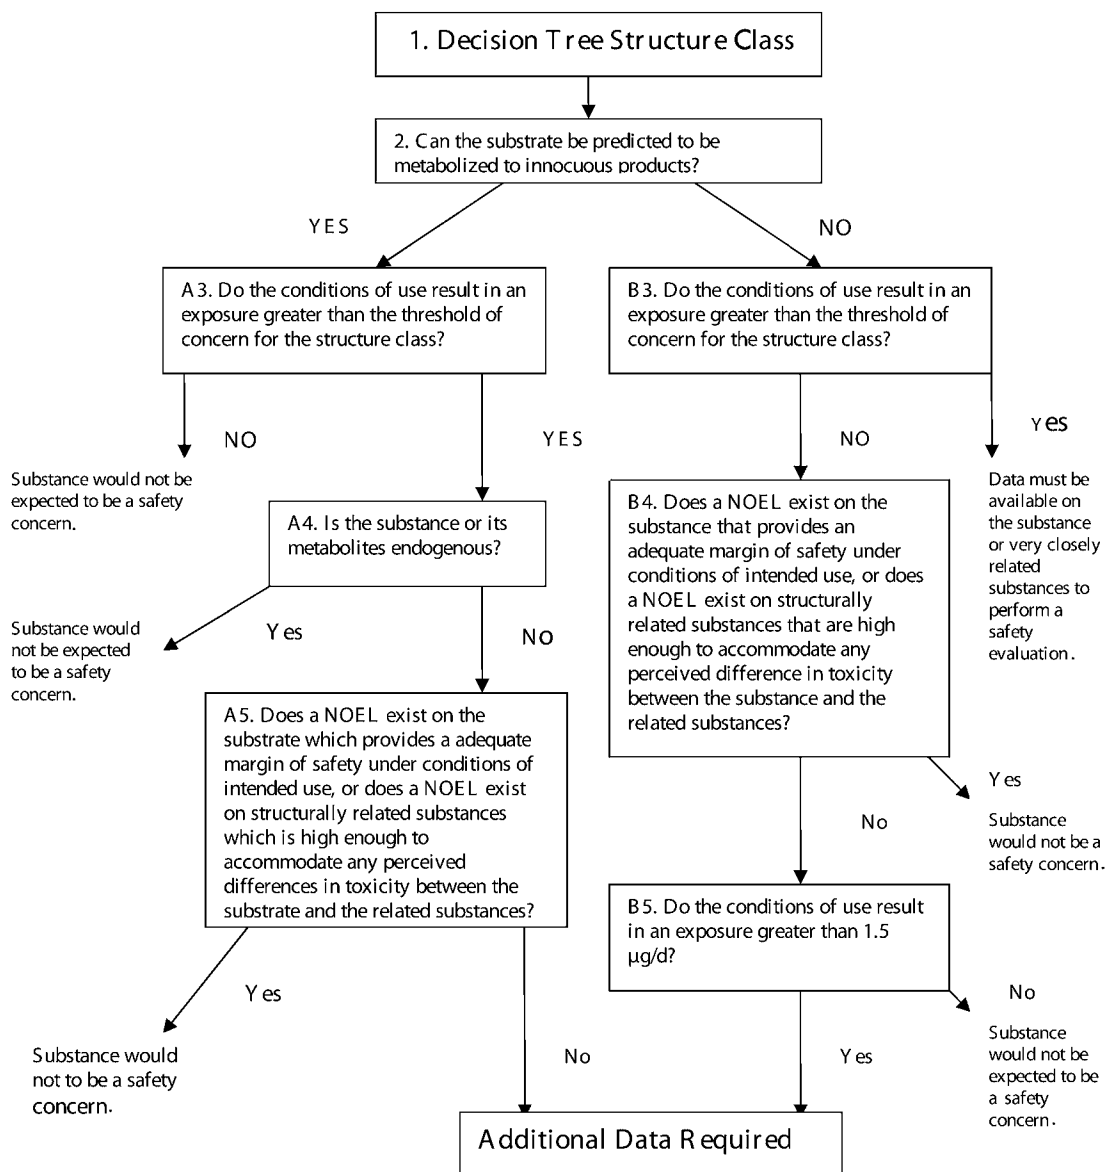 1. Decision Tree Structure Class
2. Can the substrate be predicted to be
metabolized to innocuous products?
YES
NO
A3. Do the conditions of use result in an
exposure greater than the threshold of
concern for the structure class?
B3. Do the conditions of use result in an
exposure greater than the threshold of
concern for the structure class?
NO
YES
NO
Yes
Substance would not be
expected to be a safety
concern.
A4. Is the substance or its
metabolites endogenous?
B4. Does a NOEL exist on the
substance that provides an
adequate margin of safety under
conditions of intended use, or does
a NOEL exist on structurally
related substances that are high
enough to accommodate any
perceived difference in toxicity
between the substance and the
related substances?
Data must be
available on
the substance
or very closely
related
substances to
perform a
safety
evaluation.
Yes
No
Substance would
not be expected
to be a safety
concern.
A5. Does a NOEL exist on the
substrate which provides a adequate
margin of safety under conditions of
intended use, or does a NOEL exist
on structurally related substances
which is high enough to
accommodate any perceived
differences in toxicity between the
substrate and the related substances?
No
Yes
Substance
would not be a
safety concern.
B5. Do the conditions of use result
in an exposure greater than 1.5
µg/d?
Yes
No
Substance would
not to be a safety
concern.
No
Yes
Substance
would not be
expected to be
a safety
concern.
Additional Data Required